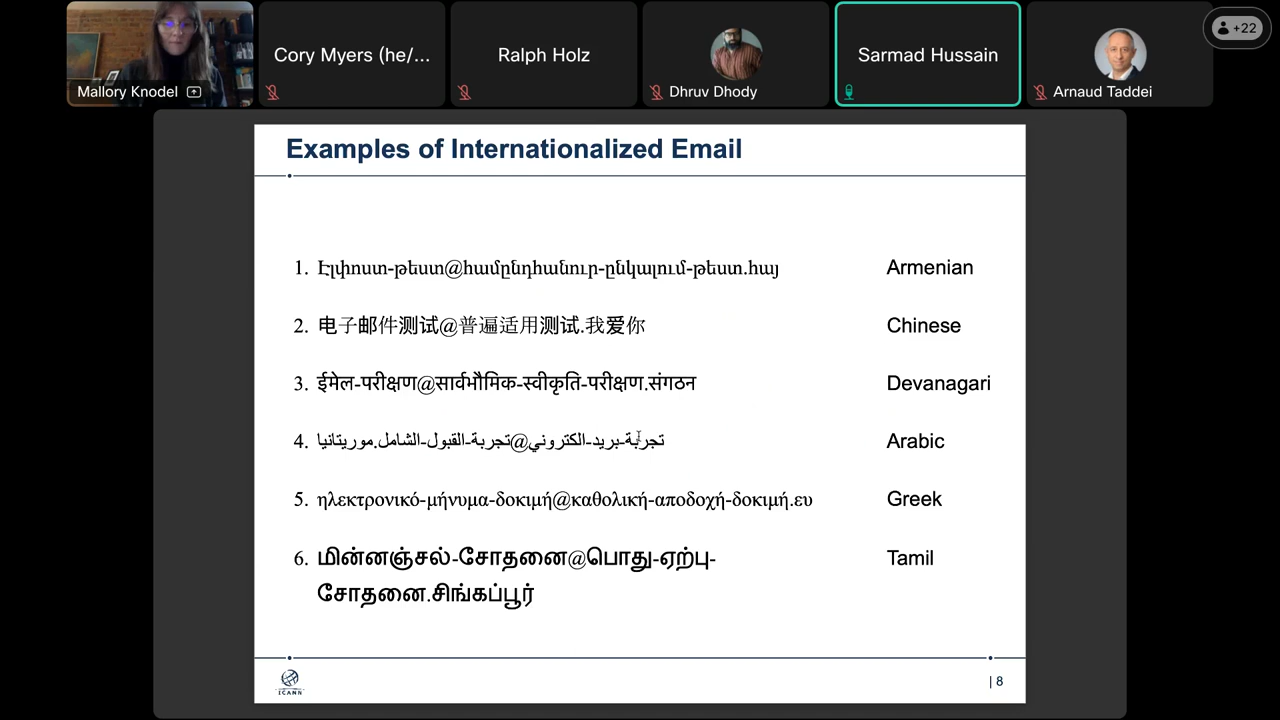 Mallory Knodel
Cory Myers (he/...
Ralph Holz
Dhruv Dhody
Sarmad Hussain
Arnaud Taddei
+22
Examples of Internationalized Email
1. Էլփոստ-թեստ@համընդհանուր-ընկալում-թեստ.հայ Armenian
2. 电子邮件测试@普遍适用测试.我爱你 Chinese
3. ईमेल-परीक्षण@सार्वभौमिक-स्वीकृति-परीक्षण.संगठन Devanagari
4. تجربة-بريد-الكتروني@تجربة-القبول-الشامل.موريتانيا Arabic
5. ηλεκτρονικό-μήνυμα-δοκιμή@καθολική-αποδοχή-δοκιμή.ευ Greek
6. மின்னஞ்சல்-சோதனை@பொது-ஏற்பு- Tamil
சோதனை.சிங்கப்பூர்
ICANN
| 8